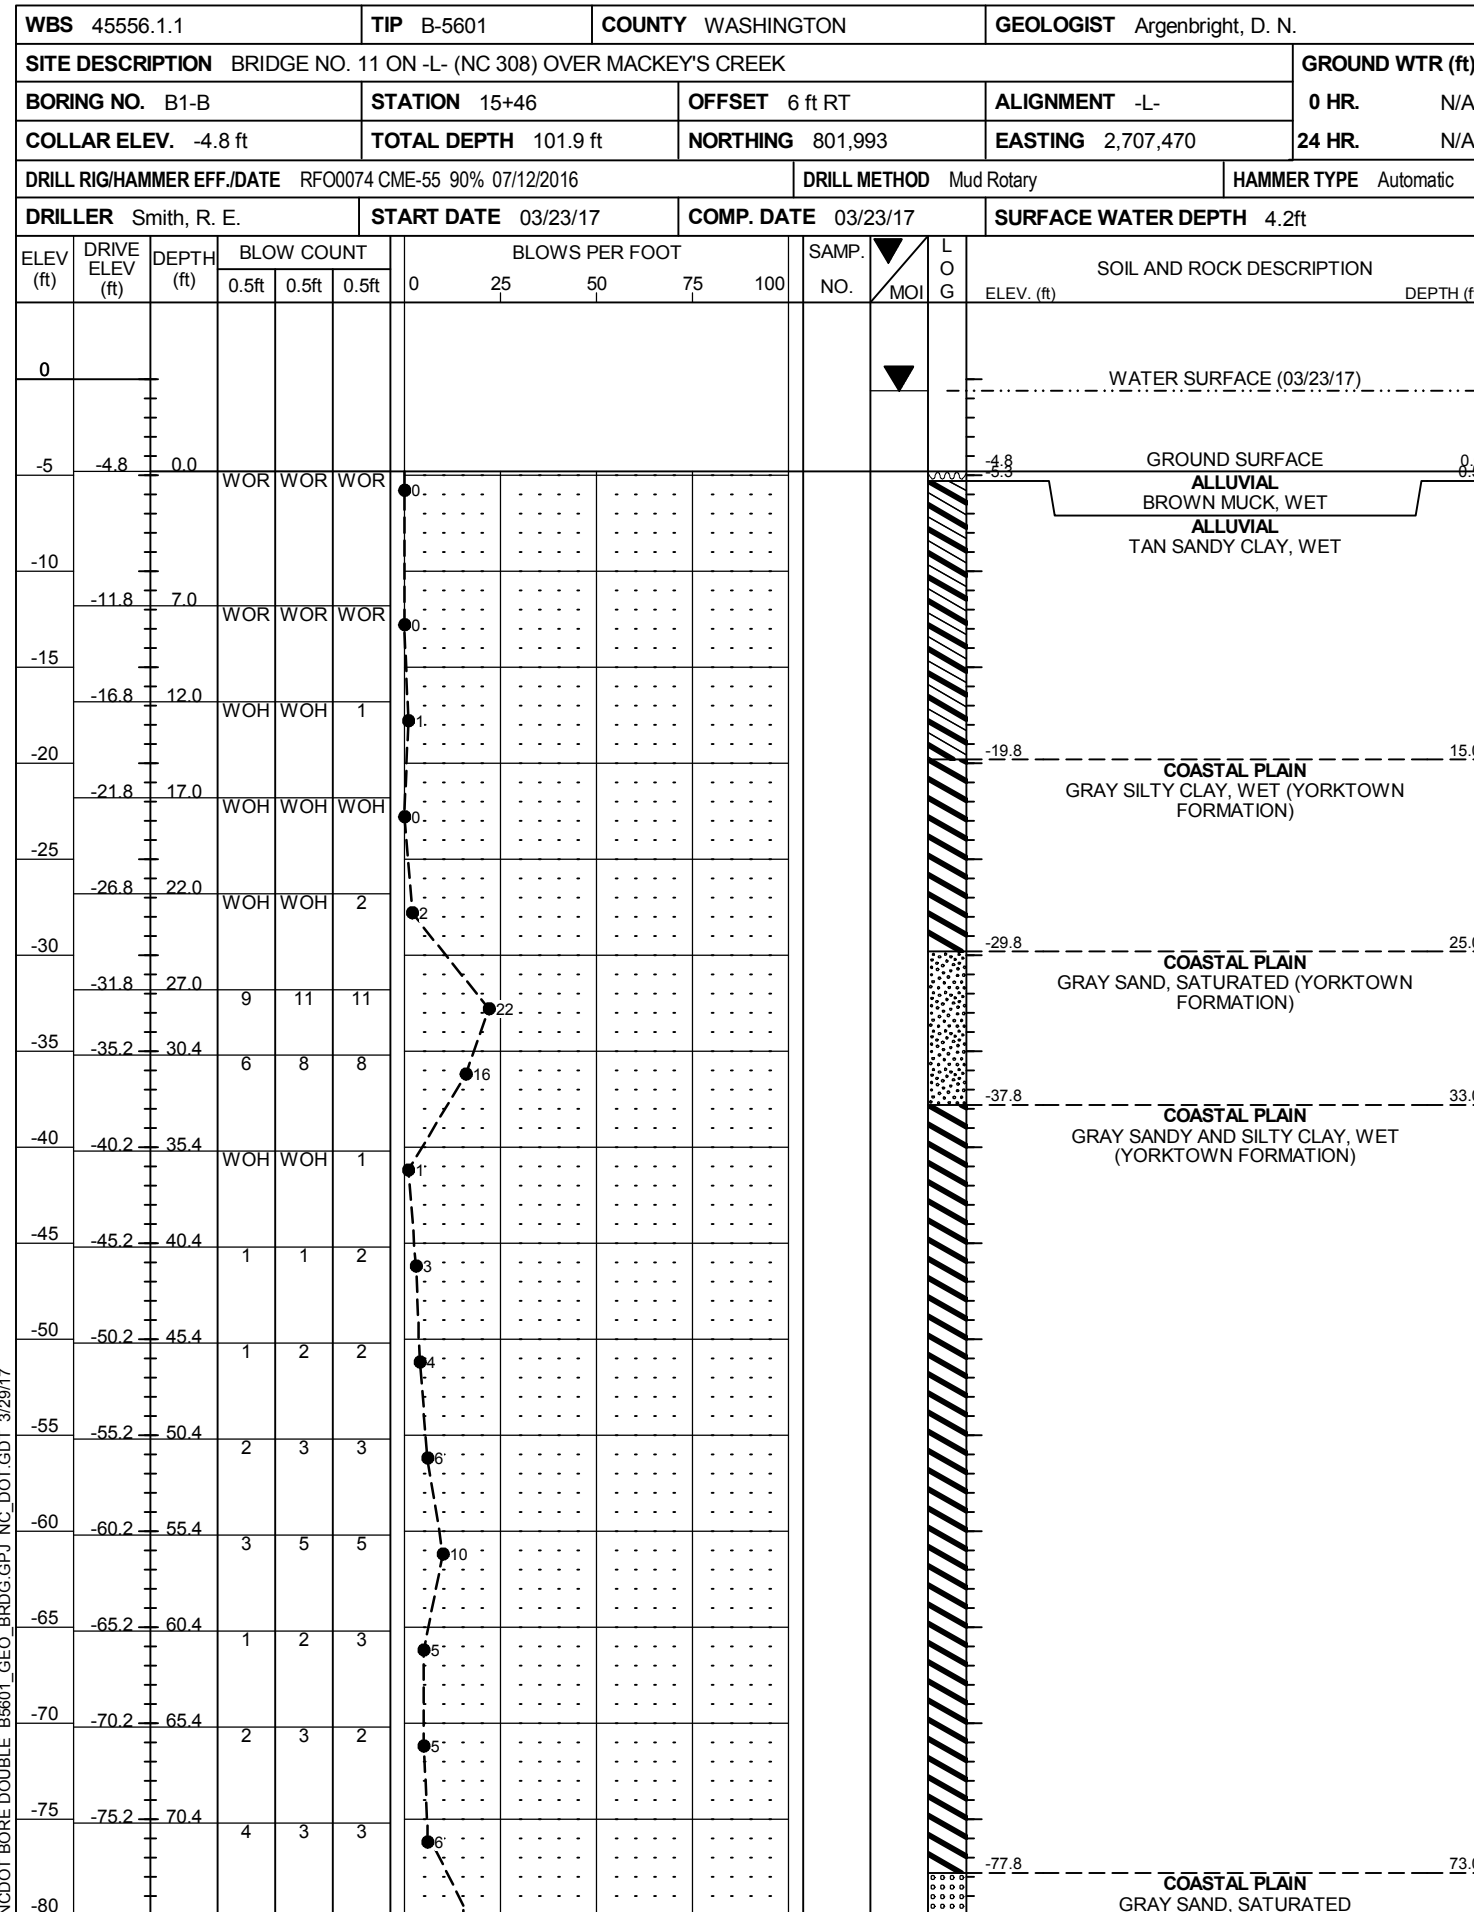 WBS 45556.1.1 TIP B-5601 COUNTY WASHINGTON GEOLOGIST Argenbright, D. N.
SITE DESCRIPTION BRIDGE NO. 11 ON -L- (NC 308) OVER MACKEY'S CREEK GROUND WTR (ft)
BORING NO. B1-B STATION 15+46 OFFSET 6 ft RT ALIGNMENT -L- 0 HR. N/A
COLLAR ELEV. -4.8 ft TOTAL DEPTH 101.9 ft NORTHING 801,993 EASTING 2,707,470 24 HR. N/A
DRILL RIG/HAMMER EFF./DATE RFO0074 CME-55 90% 07/12/2016 DRILL METHOD Mud Rotary HAMMER TYPE Automatic
DRILLER Smith, R. E. START DATE 03/23/17 COMP. DATE 03/23/17 SURFACE WATER DEPTH 4.2ft
ELEV (ft) DRIVE ELEV (ft) DEPTH (ft) BLOW COUNT BLOWS PER FOOT SAMP. NO. MOI LOG SOIL AND ROCK DESCRIPTION
0.5ft 0.5ft 0.5ft 0 25 50 75 100 ELEV. (ft) DEPTH (f
0
WATER SURFACE (03/23/17)
-5 -4.8 0.0 -4.8 GROUND SURFACE 0.
WOR WOR WOR 0 -5.3 ALLUVIAL 0.5
BROWN MUCK, WET
ALLUVIAL
TAN SANDY CLAY, WET
-10
-11.8 7.0
WOR WOR WOR 0
-15
-16.8 12.0
WOH WOH 1 1
-20 -19.8 15.0
COASTAL PLAIN
-21.8 17.0 GRAY SILTY CLAY, WET (YORKTOWN
WOH WOH WOH 0 FORMATION)
-25
-26.8 22.0
WOH WOH 2 2
-30 -29.8 25.0
COASTAL PLAIN
-31.8 27.0 GRAY SAND, SATURATED (YORKTOWN
9 11 11 22 FORMATION)
-35 -35.2 30.4
6 8 8 16
-37.8 33.0
COASTAL PLAIN
-40 -40.2 35.4 GRAY SANDY AND SILTY CLAY, WET
WOH WOH 1 1 (YORKTOWN FORMATION)
-45 -45.2 40.4
1 1 2 3
-50 -50.2 45.4
1 2 2 4
-55 -55.2 50.4
2 3 3 6
-60 -60.2 55.4
3 5 5 10
-65 -65.2 60.4
1 2 3 5
-70 -70.2 65.4
2 3 2 5
-75 -75.2 70.4
4 3 3 6
-77.8 73.0
COASTAL PLAIN
-80 GRAY SAND, SATURATED
NCDOT BORE DOUBLE B5601_GEO_BRDG.GPJ NC_DOT.GDT 3/29/17